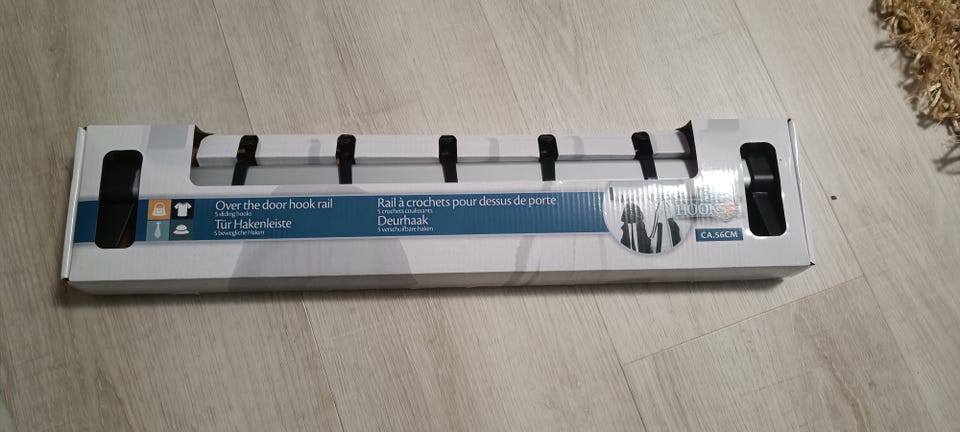 Over the door hook rail
5 sliding hooks
Tür Hakenleiste
5 bewegliche Haken
Rail à crochets pour dessus de porte
5 crochets coulissants
Deurhaak
5 verschuifbare haken
CA.56CM